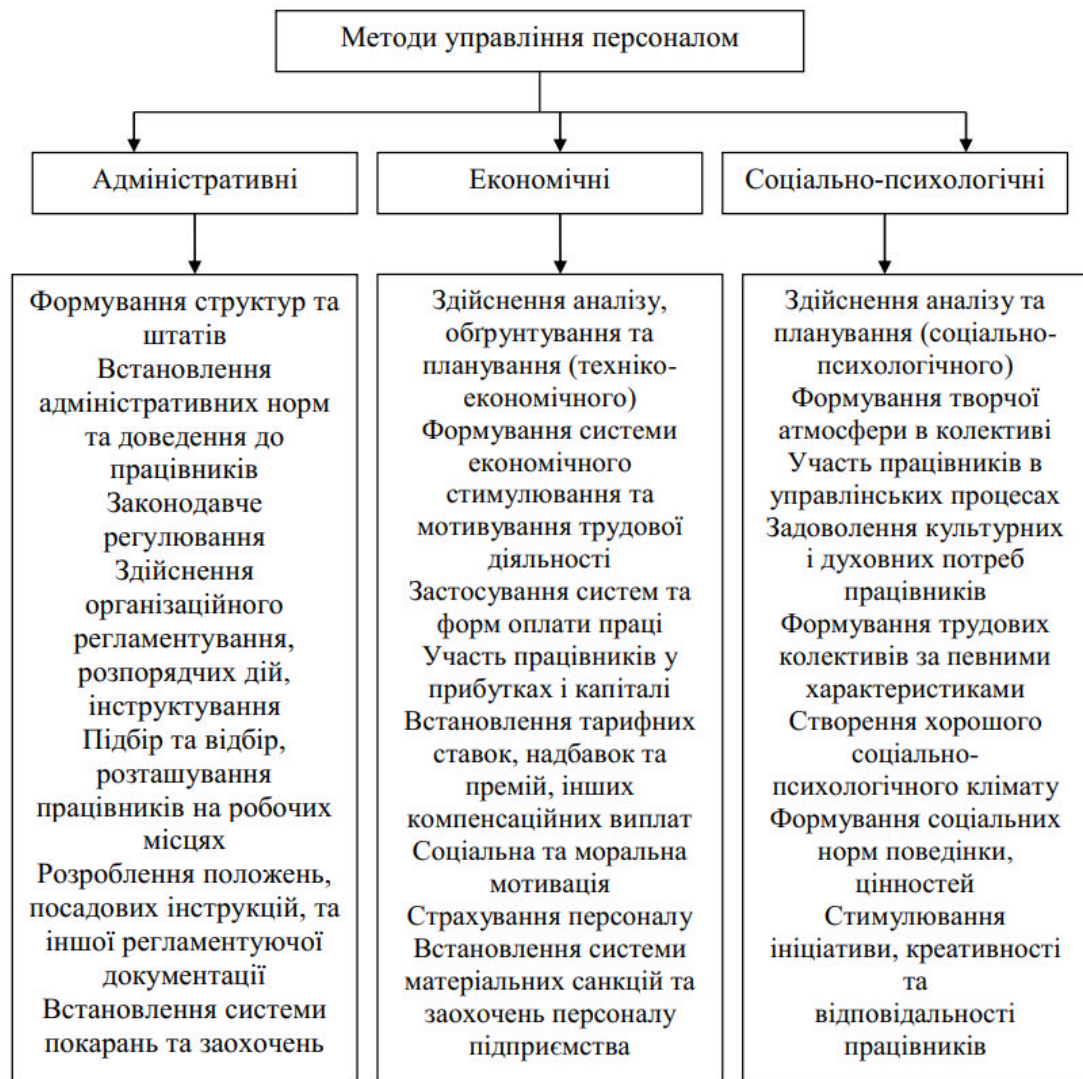 Методи управління персоналом
Адміністративні
Економічні
Соціально-психологічні
Формування структур та
штатів
Встановлення
адміністративних норм
та доведення до
працівників
Законодавче
регулювання
Здійснення
організаційного
регламентування,
розпорядчих дій,
інструктування
Підбір та відбір,
розташування
працівників на робочих
місцях
Розроблення положень,
посадових інструкцій, та
іншої регламентуючої
документації
Встановлення системи
покарань та заохочень
Здійснення аналізу,
обґрунтування та
планування (техніко-
економічного)
Формування системи
економічного
стимулювання та
мотивування трудової
діяльності
Застосування систем та
форм оплати праці
Участь працівників у
прибутках і капіталі
Встановлення тарифних
ставок, надбавок та
премій, інших
компенсаційних виплат
Соціальна та моральна
мотивація
Страхування персоналу
Встановлення системи
матеріальних санкцій та
заохочень персоналу
підприємства
Здійснення аналізу та
планування (соціально-
психологічного)
Формування творчої
атмосфери в колективі
Участь працівників в
управлінських процесах
Задоволення культурних
і духовних потреб
працівників
Формування трудових
колективів за певними
характеристиками
Створення хорошого
соціально-
психологічного клімату
Формування соціальних
норм поведінки,
цінностей
Стимулювання
ініціативи, креативності
та
відповідальності
працівників